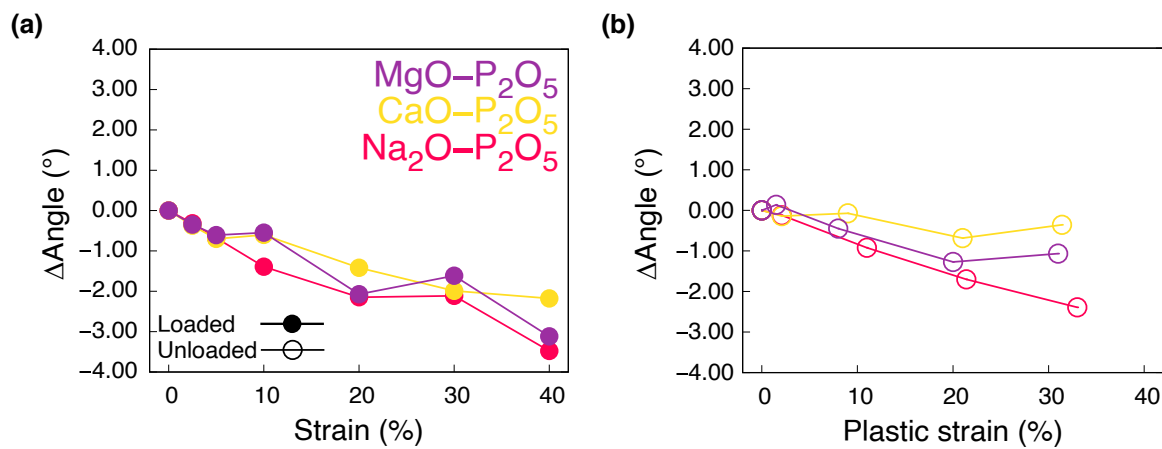 (a)
4.00
3.00
2.00
1.00
0.00
−1.00
−2.00
−3.00
−4.00
ΔAngle (°)
MgO–P₂O₅
CaO–P₂O₅
Na₂O–P₂O₅
Loaded
Unloaded
0 10 20 30 40
Strain (%)
(b)
4.00
3.00
2.00
1.00
0.00
−1.00
−2.00
−3.00
−4.00
ΔAngle (°)
0 10 20 30 40
Plastic strain (%)